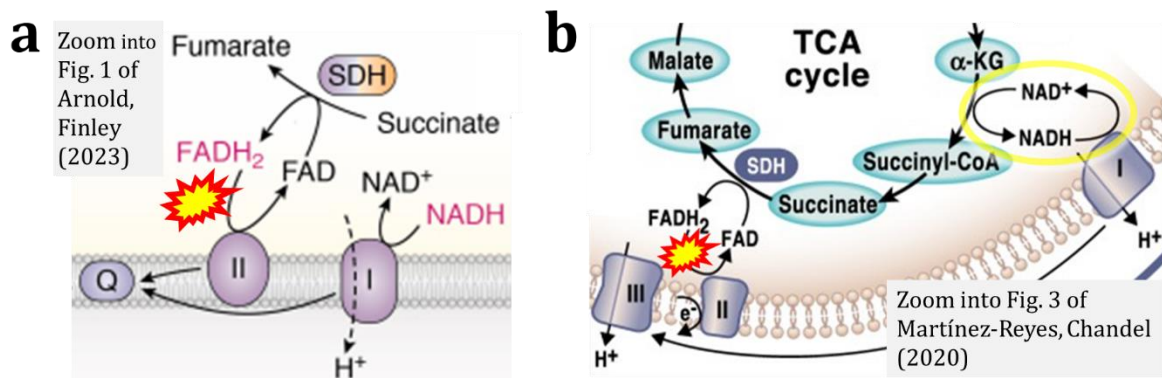 a
Zoom into
Fig. 1 of
Arnold,
Finley
(2023)
Fumarate
SDH
Succinate
FADH2
FAD
NAD+
NADH
Q
II
I
H+
b
TCA
cycle
Malate
α-KG
NAD+
Fumarate
NADH
SDH
Succinyl-CoA
I
Succinate
FADH2
FAD
H+
III
e-
II
H+
Zoom into Fig. 3 of
Martínez-Reyes, Chandel
(2020)